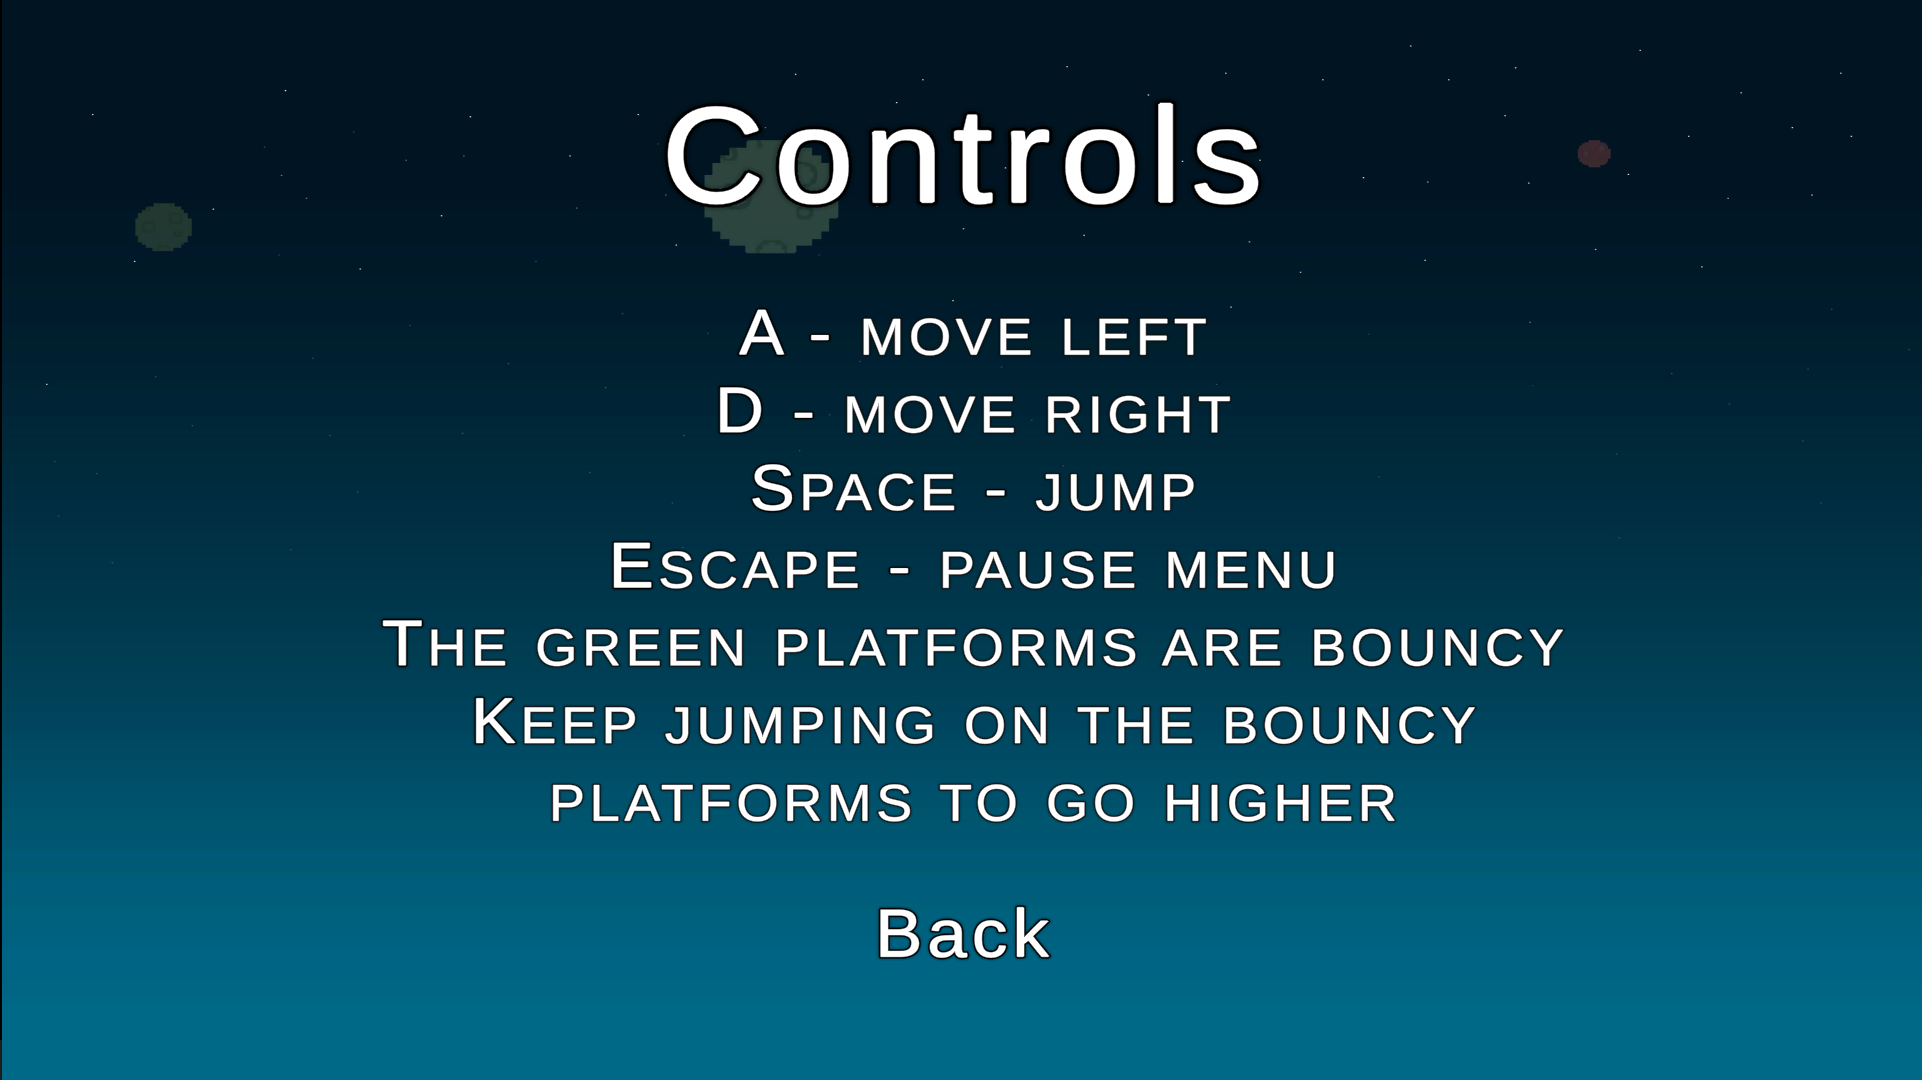 Controls
A - move left
D - move right
Space - jump
Escape - pause menu
The green platforms are bouncy
Keep jumping on the bouncy
platforms to go higher
Back